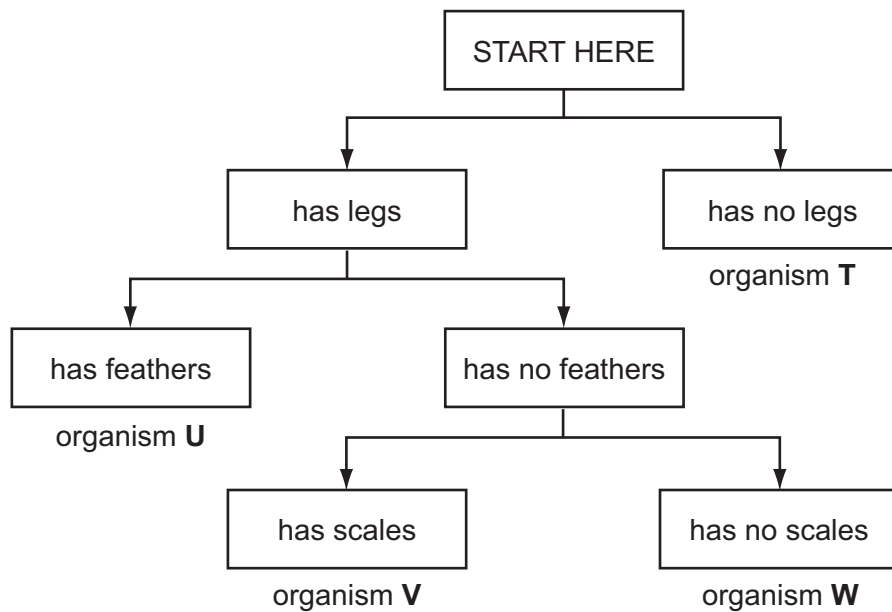 START HERE
has legs
has no legs
organism T
has feathers
has no feathers
organism U
has scales
has no scales
organism V
organism W